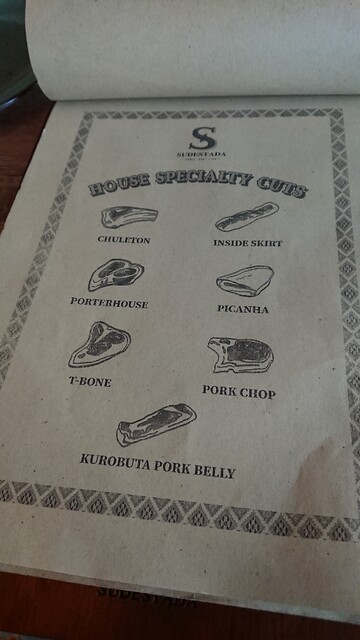 S
SUDESTADA
HOUSE SPECIALTY CUTS
CHULETON
INSIDE SKIRT
PORTERHOUSE
PICANHA
T-BONE
PORK CHOP
KUROBUTA PORK BELLY
SUDESTADA